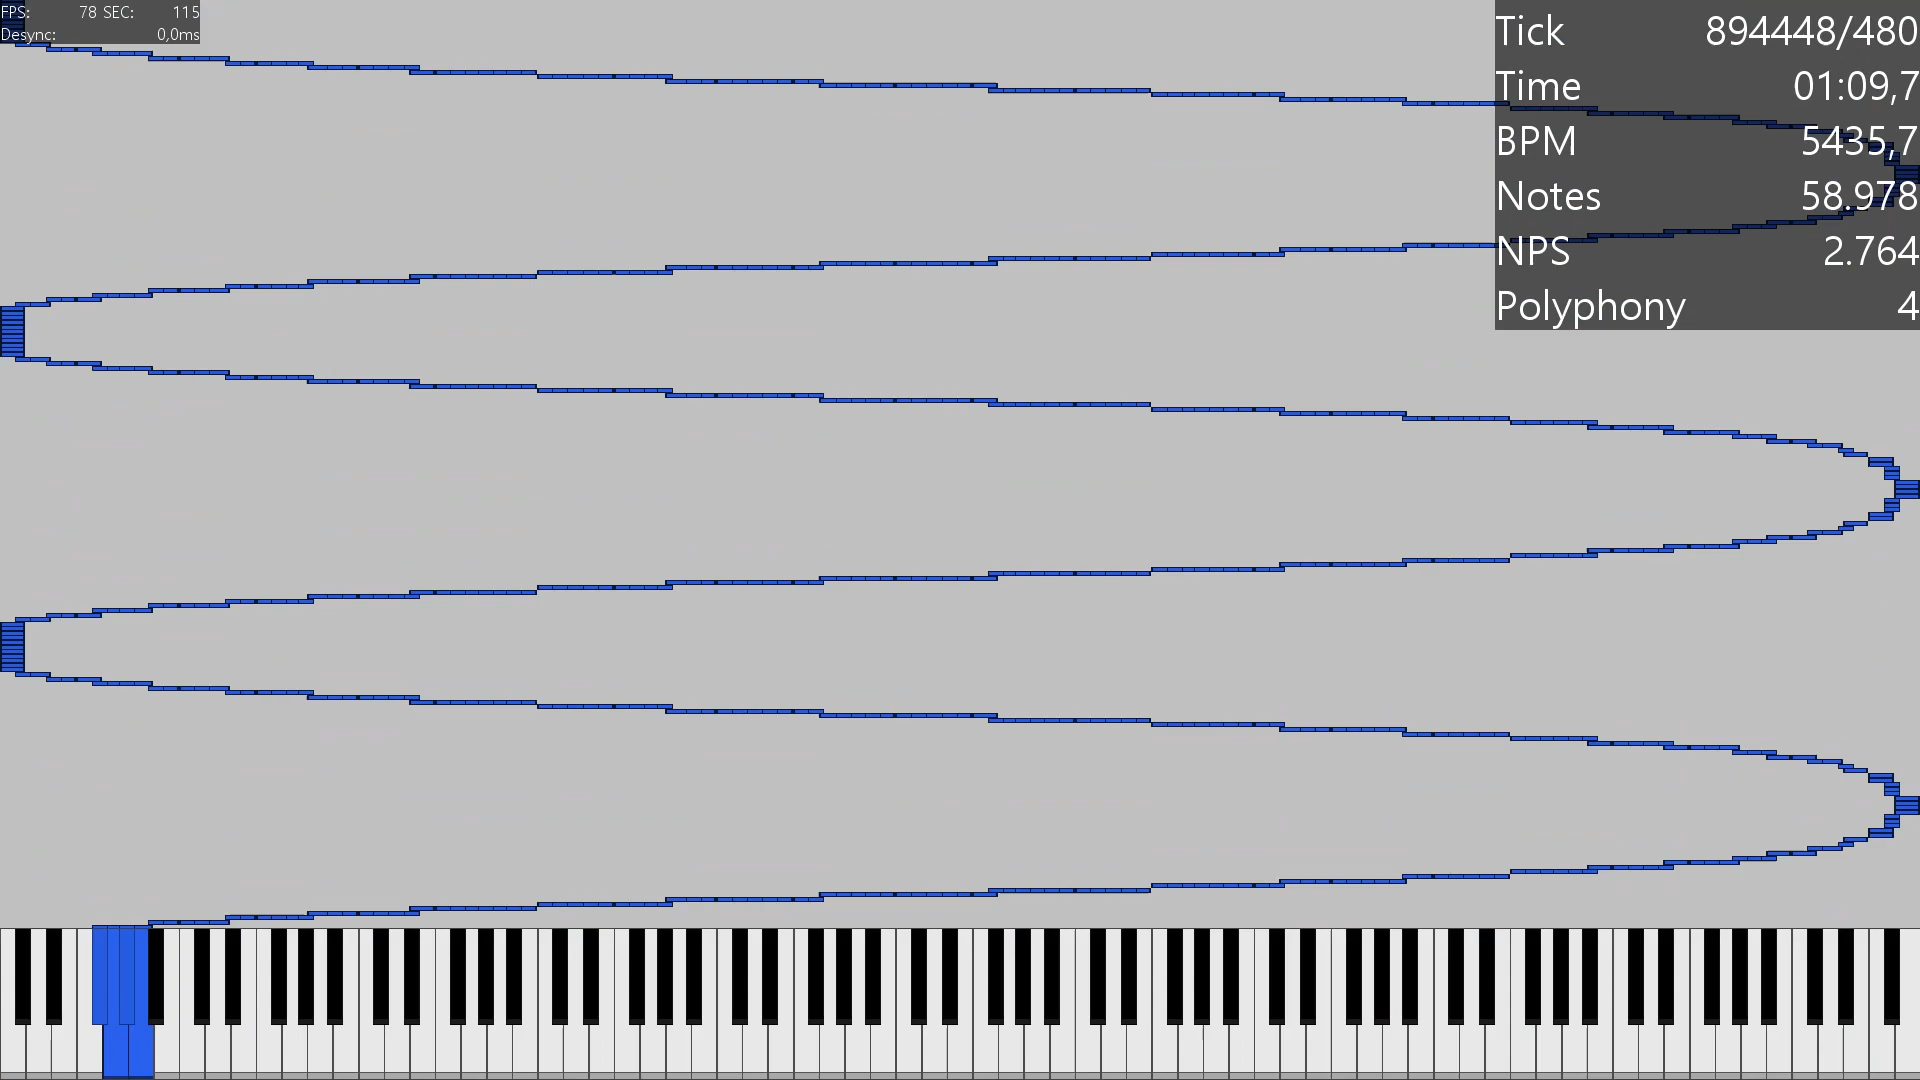 FPS: 78 SEC: 115
Desync: 0,0ms
Tick 894448/480
Time 01:09,7
BPM 5435,7
Notes 58.978
NPS 2.764
Polyphony 4